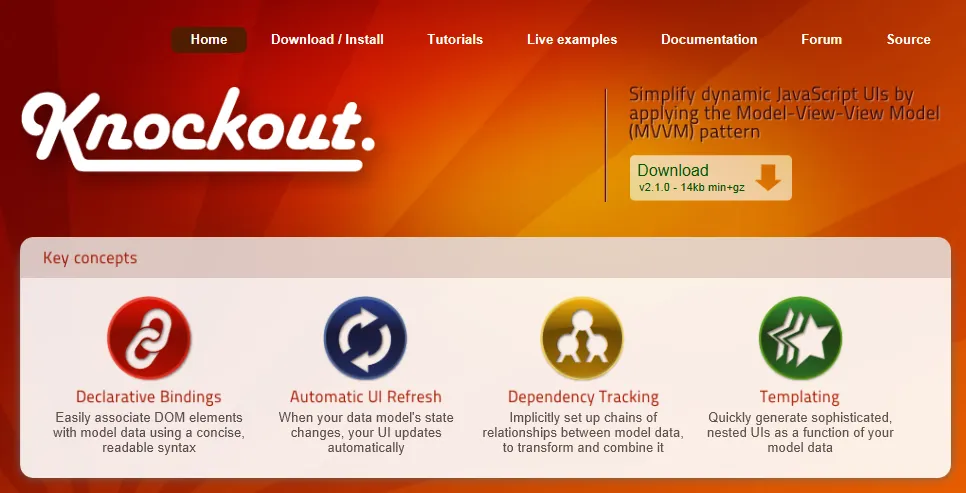 Home Download / Install Tutorials Live examples Documentation Forum Source
Knockout.
Simplify dynamic JavaScript UIs by
applying the Model-View-View Model
(MVVM) pattern
Download
v2.1.0 - 14kb min+gz
Key concepts
Declarative Bindings
Easily associate DOM elements
with model data using a concise,
readable syntax
Automatic UI Refresh
When your data model's state
changes, your UI updates
automatically
Dependency Tracking
Implicitly set up chains of
relationships between model data,
to transform and combine it
Templating
Quickly generate sophisticated,
nested UIs as a function of your
model data